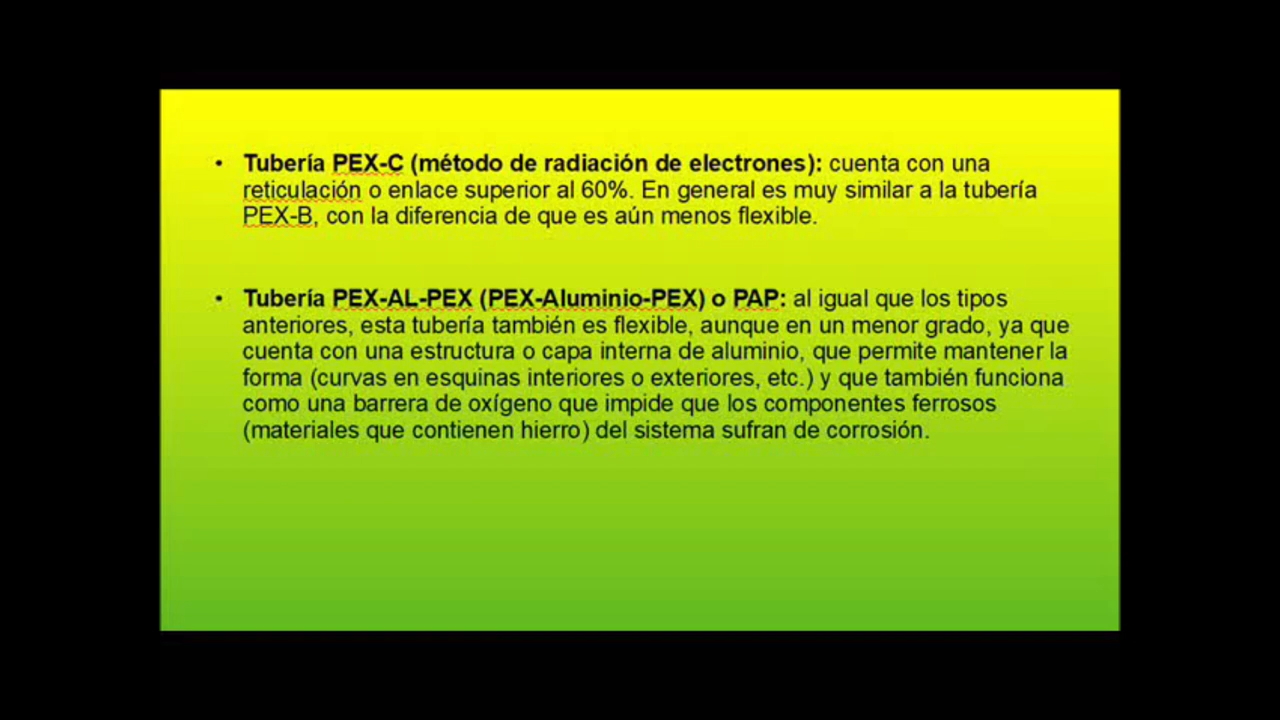 • Tubería PEX-C (método de radiación de electrones): cuenta con una
reticulación o enlace superior al 60%. En general es muy similar a la tubería
PEX-B, con la diferencia de que es aún menos flexible.
• Tubería PEX-AL-PEX (PEX-Aluminio-PEX) o PAP: al igual que los tipos
anteriores, esta tubería también es flexible, aunque en un menor grado, ya que
cuenta con una estructura o capa interna de aluminio, que permite mantener la
forma (curvas en esquinas interiores o exteriores, etc.) y que también funciona
como una barrera de oxígeno que impide que los componentes ferrosos
(materiales que contienen hierro) del sistema sufran de corrosión.